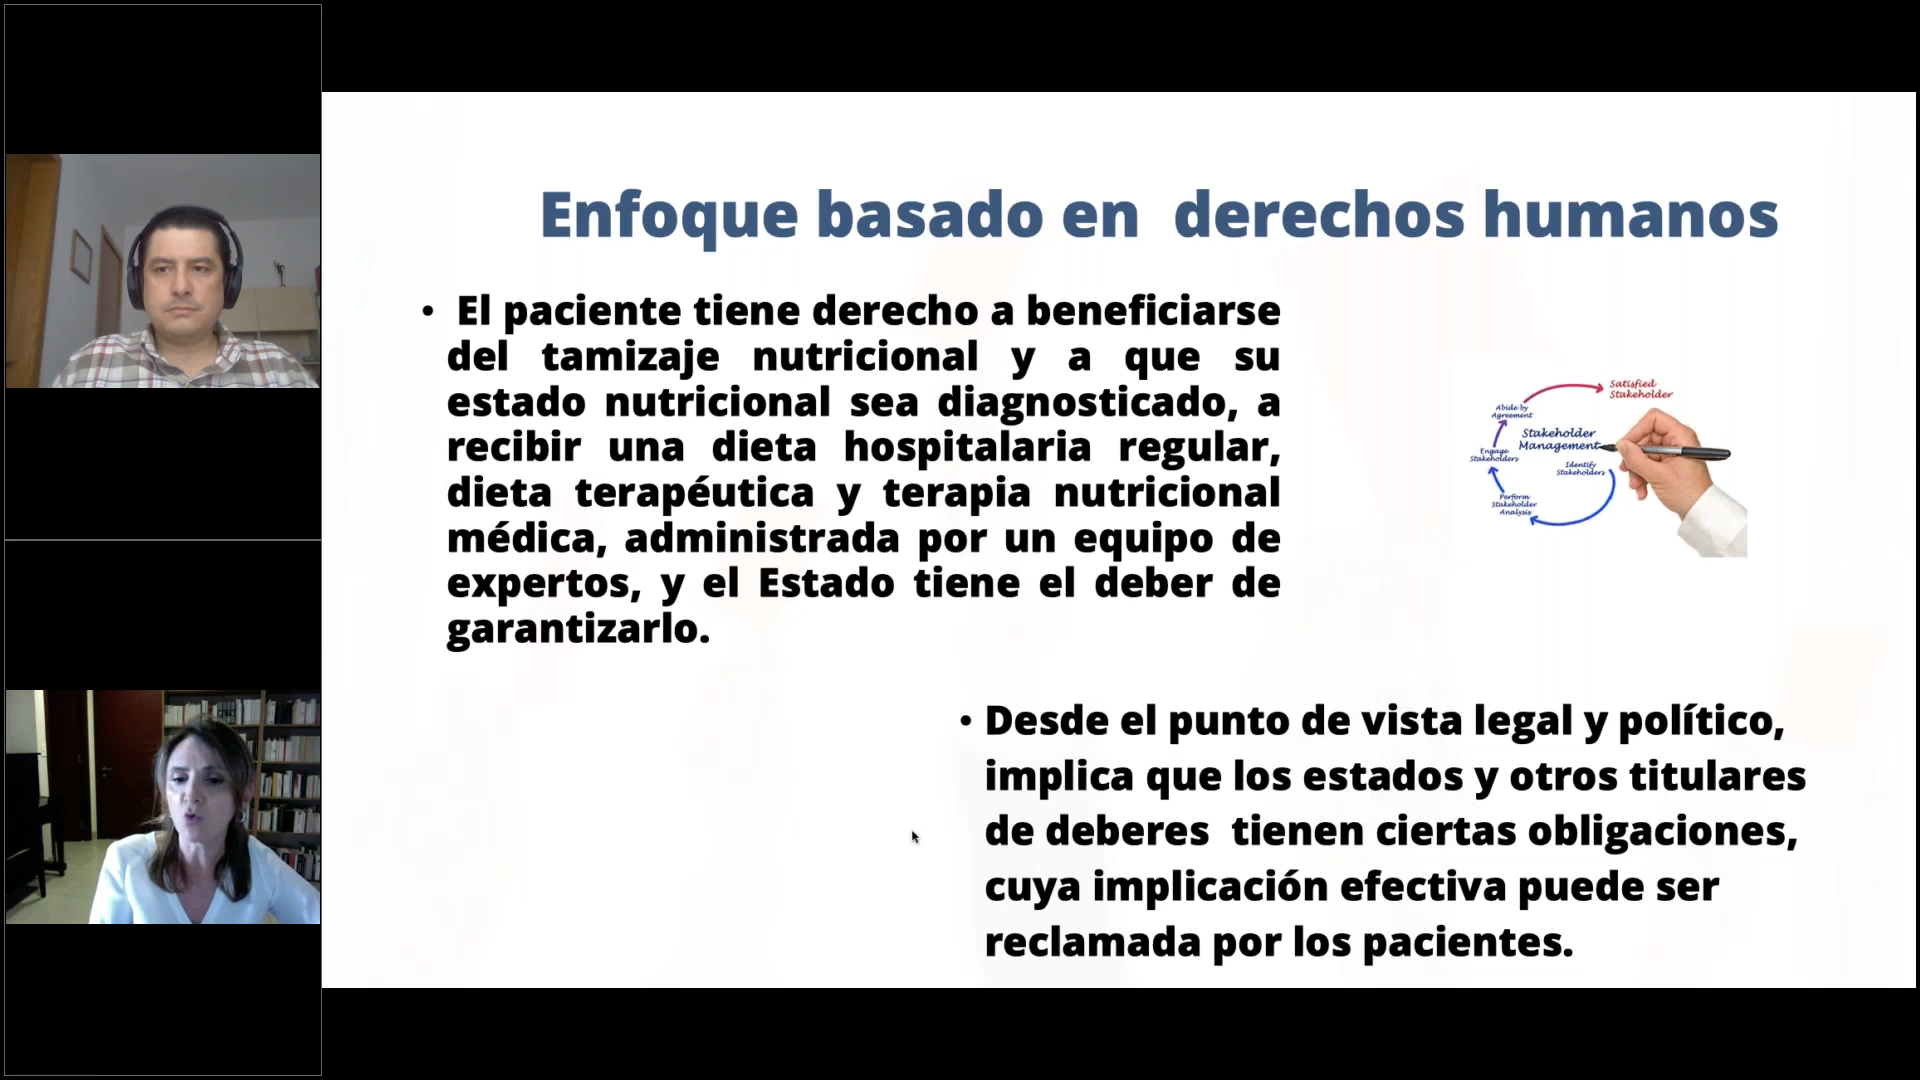 Enfoque basado en  derechos humanos
• El paciente tiene derecho a beneficiarse
del tamizaje nutricional y a que su
estado nutricional sea diagnosticado, a
recibir una dieta hospitalaria regular,
dieta terapéutica y terapia nutricional
médica, administrada por un equipo de
expertos, y el Estado tiene el deber de
garantizarlo.
Satisfied
Stakeholder
Abide by
Agreement
Stakeholder
Management
Engage
Stakeholders
Identify
Stakeholders
Perform
Stakeholder
Analysis
• Desde el punto de vista legal y político,
implica que los estados y otros titulares
de deberes  tienen ciertas obligaciones,
cuya implicación efectiva puede ser
reclamada por los pacientes.